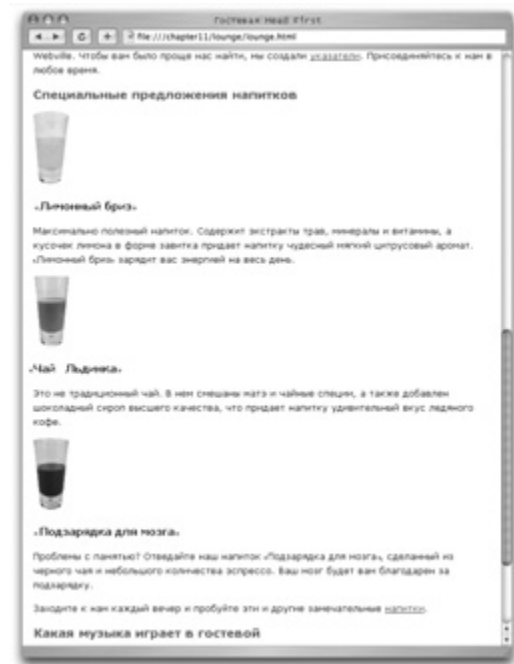 Гостевая Head First
file:///chapter11/lounge/lounge.html
Webville. Чтобы вам было проще нас найти, мы создали указатели. Присоединяйтесь к нам в
любое время.
Специальные предложения напитков
«Лимонный бриз»
Максимально полезный напиток. Содержит экстракты трав, минералы и витамины, а
кусочек лимона в форме завитка придает напитку чудесный мягкий цитрусовый аромат.
«Лимонный бриз» зарядит вас энергией на весь день.
«Чай Льдинка»
Это не традиционный чай. В нем смешаны матэ и чайные специи, а также добавлен
шоколадный сироп высшего качества, что придает напитку удивительный вкус ледяного
кофе.
«Подзарядка для мозга»
Проблемы с памятью? Отведайте наш напиток «Подзарядка для мозга», сделанный из
черного чая и небольшого количества эспрессо. Ваш мозг будет вам благодарен за
подзарядку.
Заходите к нам каждый вечер и пробуйте эти и другие замечательные напитки.
Какая музыка играет в гостевой